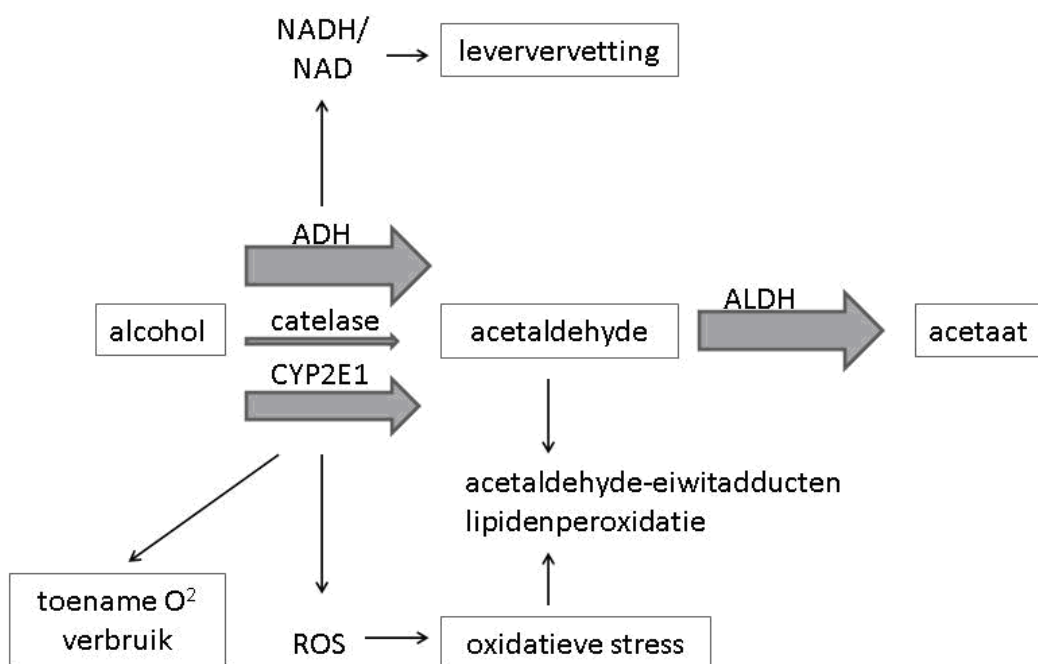 NADH/
NAD
leververvetting
ADH
alcohol
catelase
acetaldehyde
ALDH
acetaat
CYP2E1
acetaldehyde-eiwitadducten
lipidenperoxidatie
toename O²
verbruik
ROS
oxidatieve stress